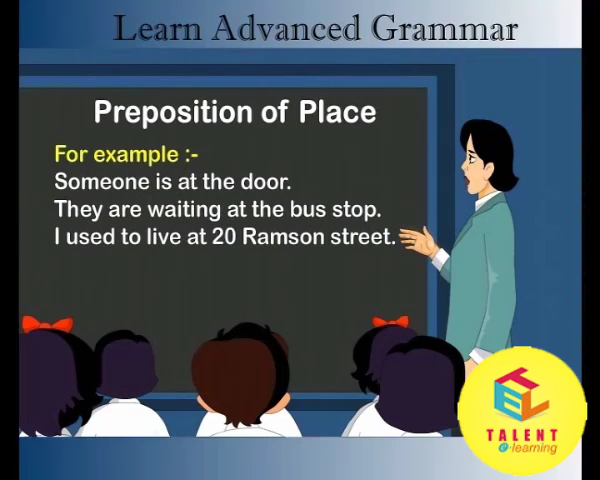 Learn Advanced Grammar
Preposition of Place
For example :-
Someone is at the door.
They are waiting at the bus stop.
I used to live at 20 Ramson street.
TEL
TALENT
e-learning